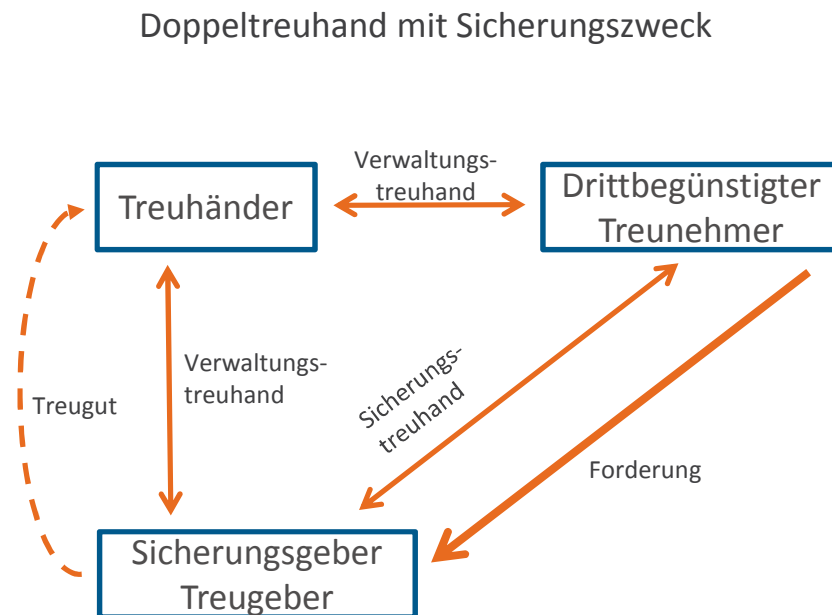 Doppeltreuhand mit Sicherungszweck
Verwaltungs-
treuhand
Treuhänder
Drittbegünstigter
Treunehmer
Verwaltungs-
treuhand
Sicherungs-
treuhand
Treugut
Forderung
Sicherungsgeber
Treugeber